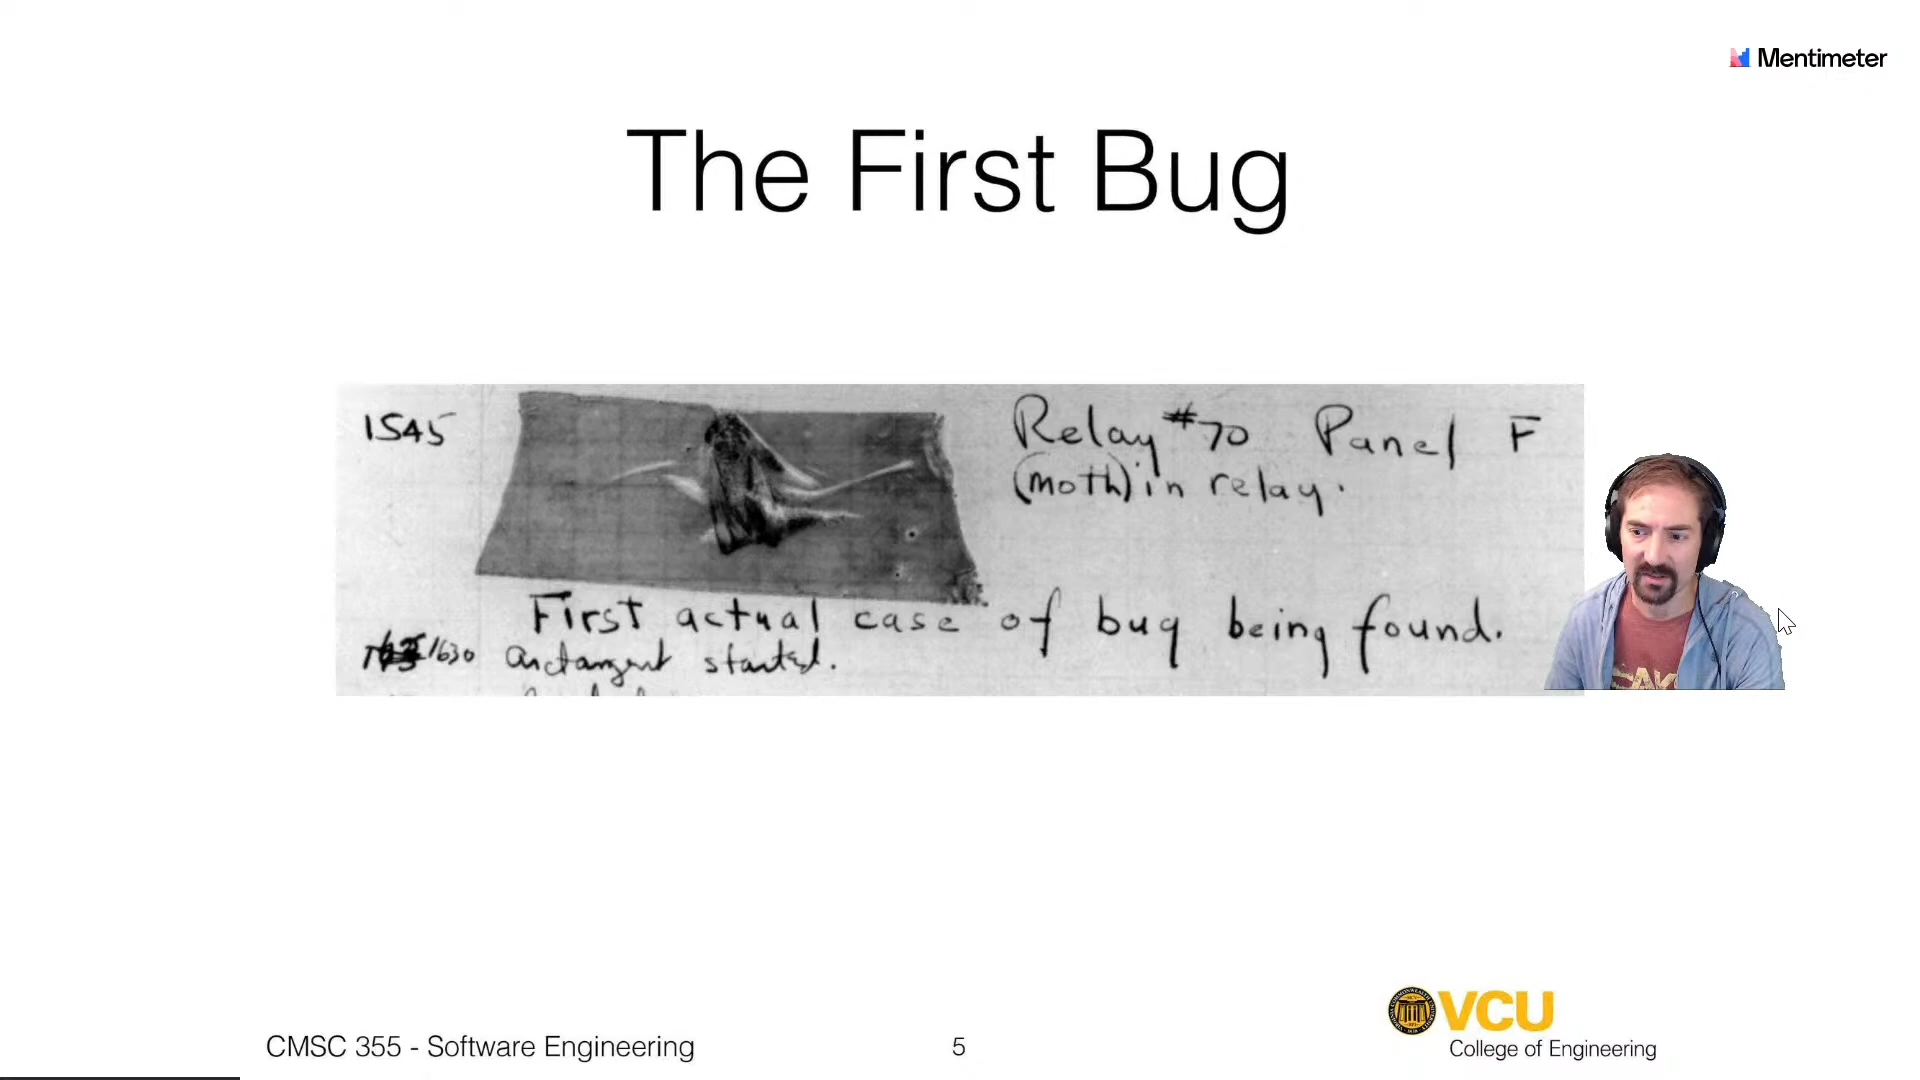 Mentimeter
The First Bug
1545
Relay #70 Panel F
(moth) in relay.
First actual case of bug being found.
1630 arctangent started.
CMSC 355 - Software Engineering
5
VCU
College of Engineering